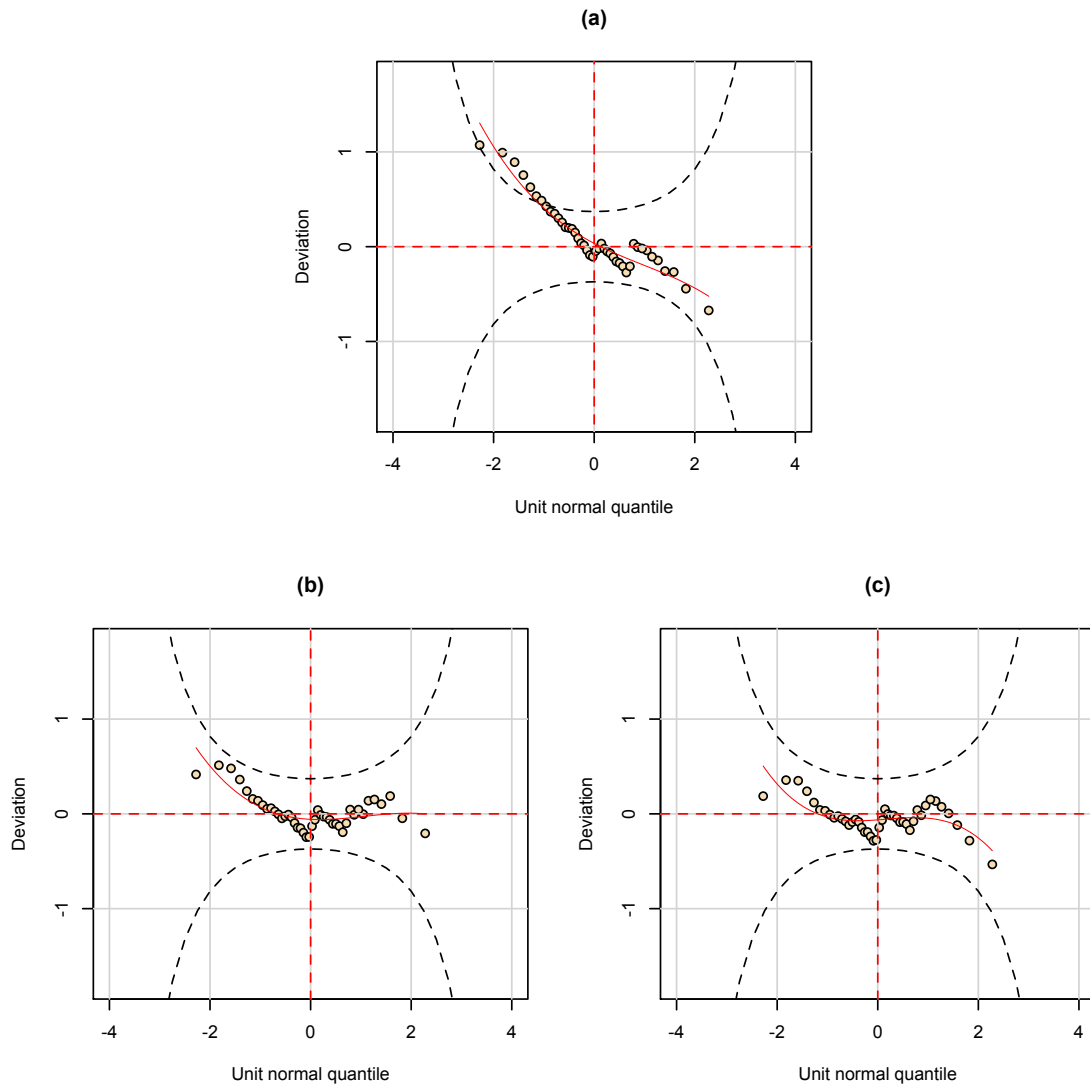 (a)
1
0
-1
Deviation
-4 -2 0 2 4
Unit normal quantile
(b) (c)
1 1
0 0
-1 -1
Deviation Deviation
-4 -2 0 2 4 -4 -2 0 2 4
Unit normal quantile Unit normal quantile